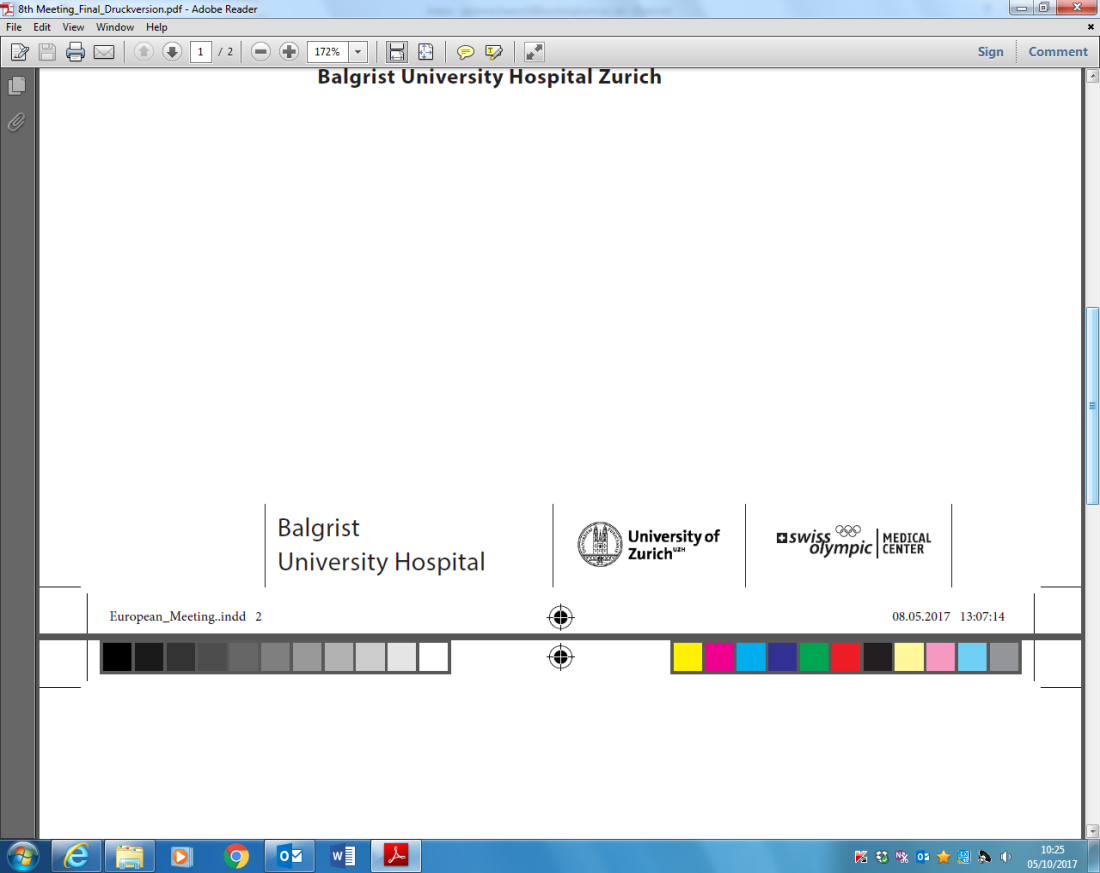 8th Meeting_Final_Druckversion.pdf - Adobe Reader
File Edit View Window Help
1 / 2 172% Sign Comment
Balgrist University Hospital Zurich
Balgrist
University Hospital
University of
Zurich UZH
swiss
olympic
MEDICAL
CENTER
European_Meeting..indd 2
08.05.2017 13:07:14
10:25
05/10/2017